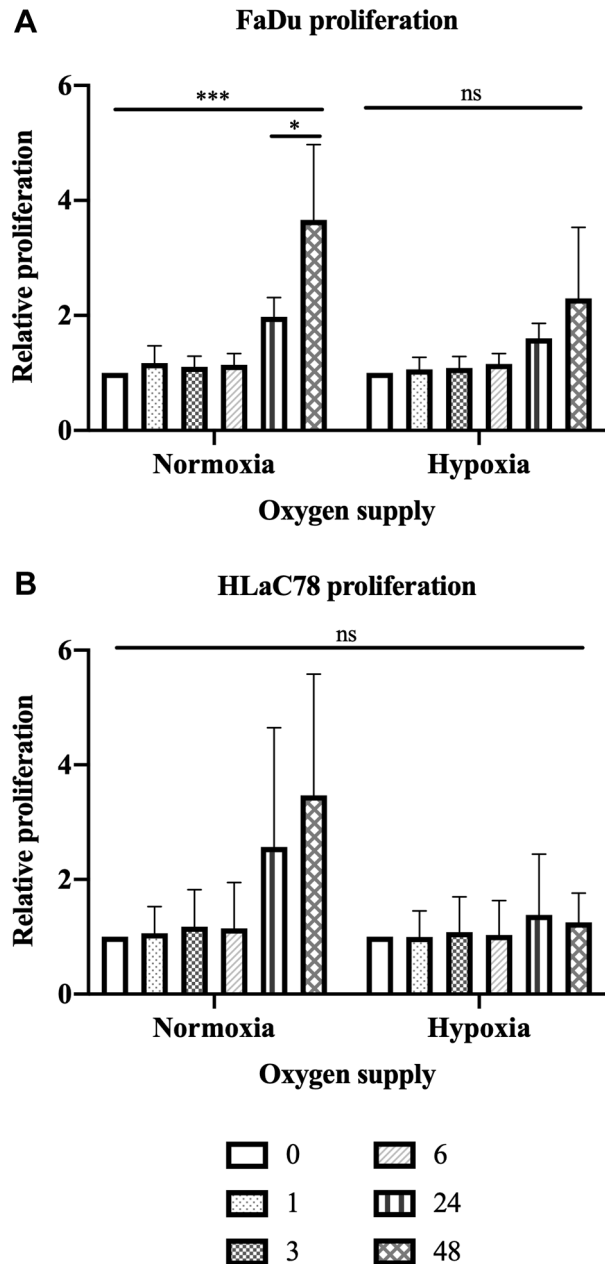 A
FaDu proliferation
6
4
2
0
Relative proliferation
***
*
ns
Normoxia
Hypoxia
Oxygen supply
B
HLaC78 proliferation
6
4
2
0
Relative proliferation
ns
Normoxia
Hypoxia
Oxygen supply
0
6
1
24
3
48